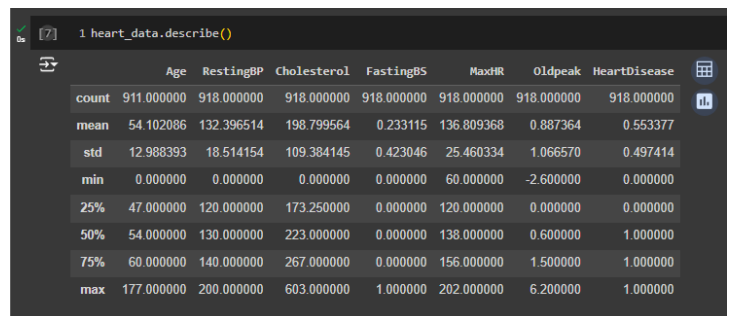 0s [7] 1 heart_data.describe()
Age RestingBP Cholesterol FastingBS MaxHR Oldpeak HeartDisease
count 911.000000 918.000000 918.000000 918.000000 918.000000 918.000000 918.000000
mean 54.102086 132.396514 198.799564 0.233115 136.809368 0.887364 0.553377
std 12.988393 18.514154 109.384145 0.423046 25.460334 1.066570 0.497414
min 0.000000 0.000000 0.000000 0.000000 60.000000 -2.600000 0.000000
25% 47.000000 120.000000 173.250000 0.000000 120.000000 0.000000 0.000000
50% 54.000000 130.000000 223.000000 0.000000 138.000000 0.600000 1.000000
75% 60.000000 140.000000 267.000000 0.000000 156.000000 1.500000 1.000000
max 177.000000 200.000000 603.000000 1.000000 202.000000 6.200000 1.000000